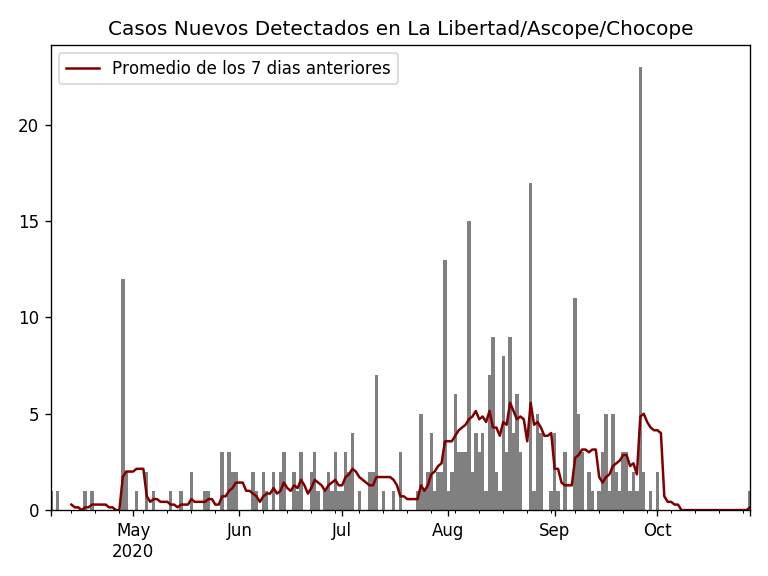 Casos Nuevos Detectados en La Libertad/Ascope/Chocope
Promedio de los 7 dias anteriores
20
15
10
5
0
May Jun Jul Aug Sep Oct
2020